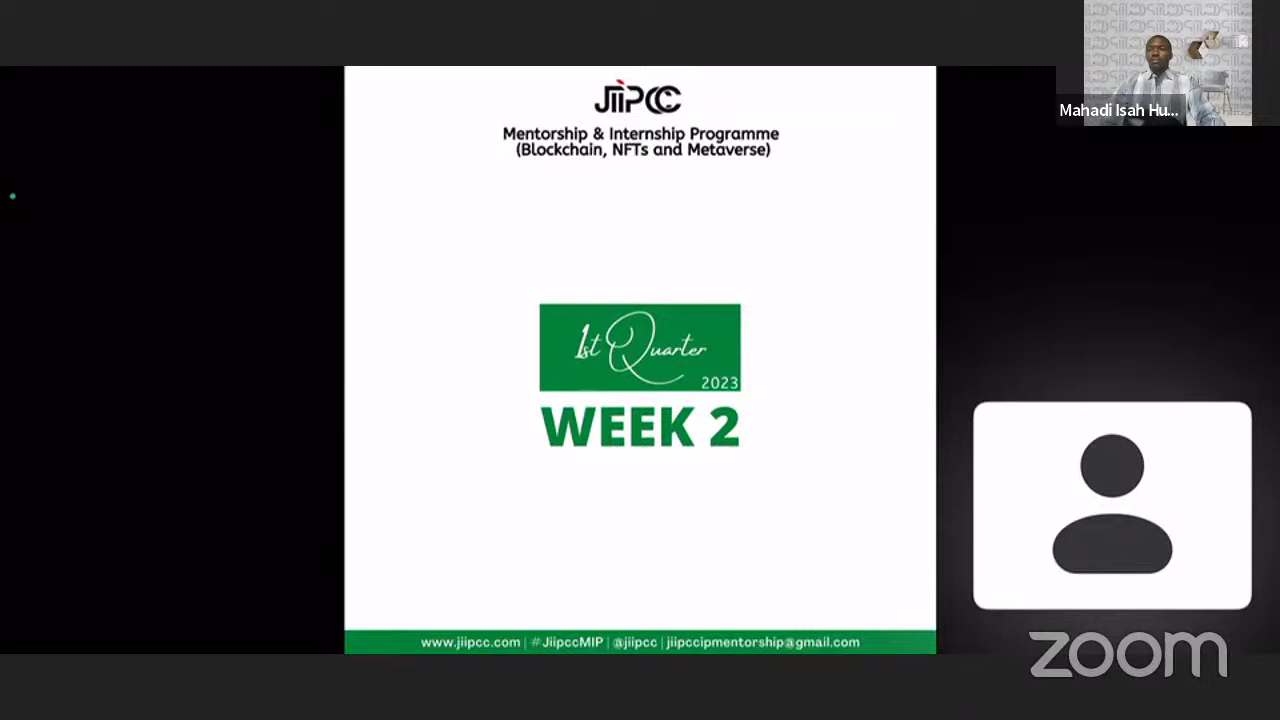 JIIPCC
Mentorship & Internship Programme
(Blockchain, NFTs and Metaverse)
Mahadi Isah Hu...
1st Quarter
2023
WEEK 2
www.jiipcc.com | #JiipccMIP | @jiipcc | jiipccipmentorship@gmail.com
zoom